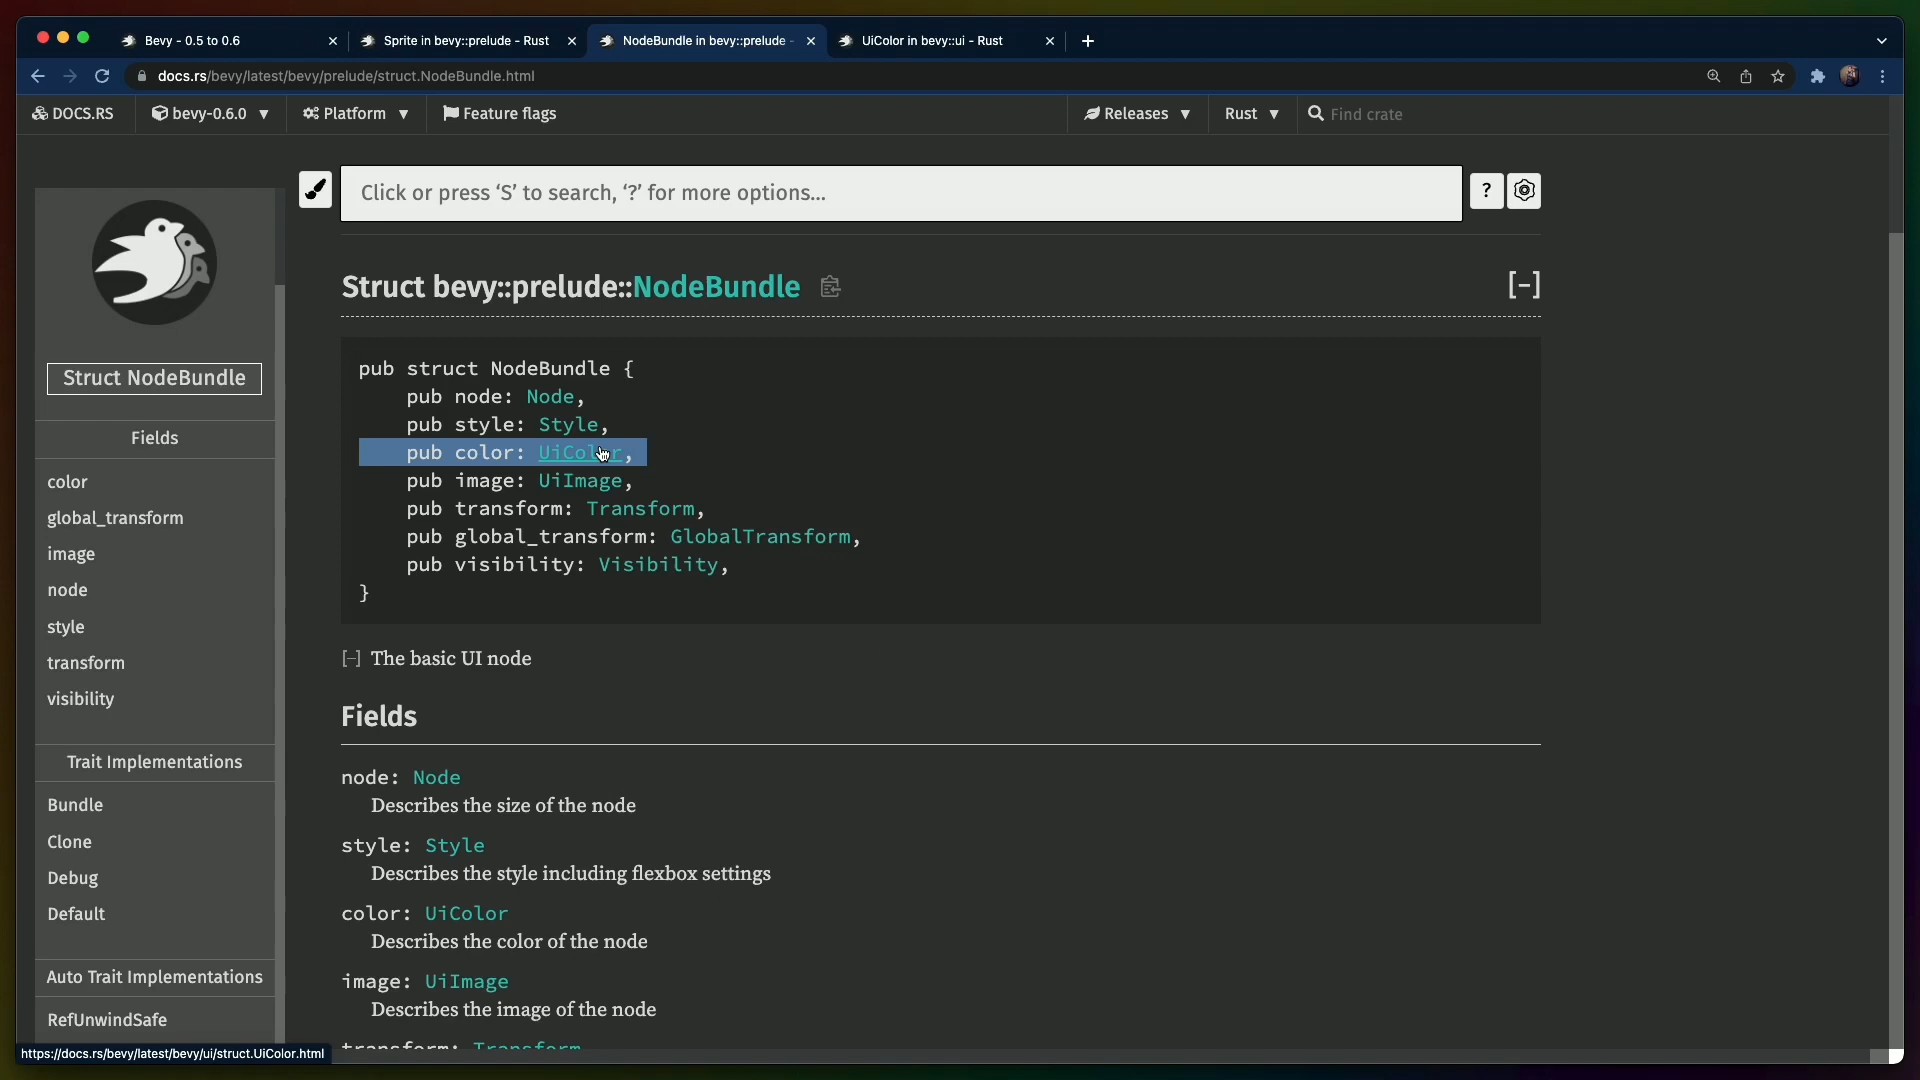 Bevy - 0.5 to 0.6
Sprite in bevy::prelude - Rust
NodeBundle in bevy::prelude -
UiColor in bevy::ui - Rust
docs.rs/bevy/latest/bevy/prelude/struct.NodeBundle.html
DOCS.RS
bevy-0.6.0
Platform
Feature flags
Releases
Rust
Find crate
Click or press ‘S’ to search, ‘?’ for more options...
?
Struct bevy::prelude::NodeBundle
[-]
Struct NodeBundle
Fields
color
global_transform
image
node
style
transform
visibility
Trait Implementations
Bundle
Clone
Debug
Default
Auto Trait Implementations
RefUnwindSafe
pub struct NodeBundle {
pub node: Node,
pub style: Style,
pub color: UiColor,
pub image: UiImage,
pub transform: Transform,
pub global_transform: GlobalTransform,
pub visibility: Visibility,
}
[-] The basic UI node
Fields
node: Node
Describes the size of the node
style: Style
Describes the style including flexbox settings
color: UiColor
Describes the color of the node
image: UiImage
Describes the image of the node
transform: Transform
https://docs.rs/bevy/latest/bevy/ui/struct.UiColor.html